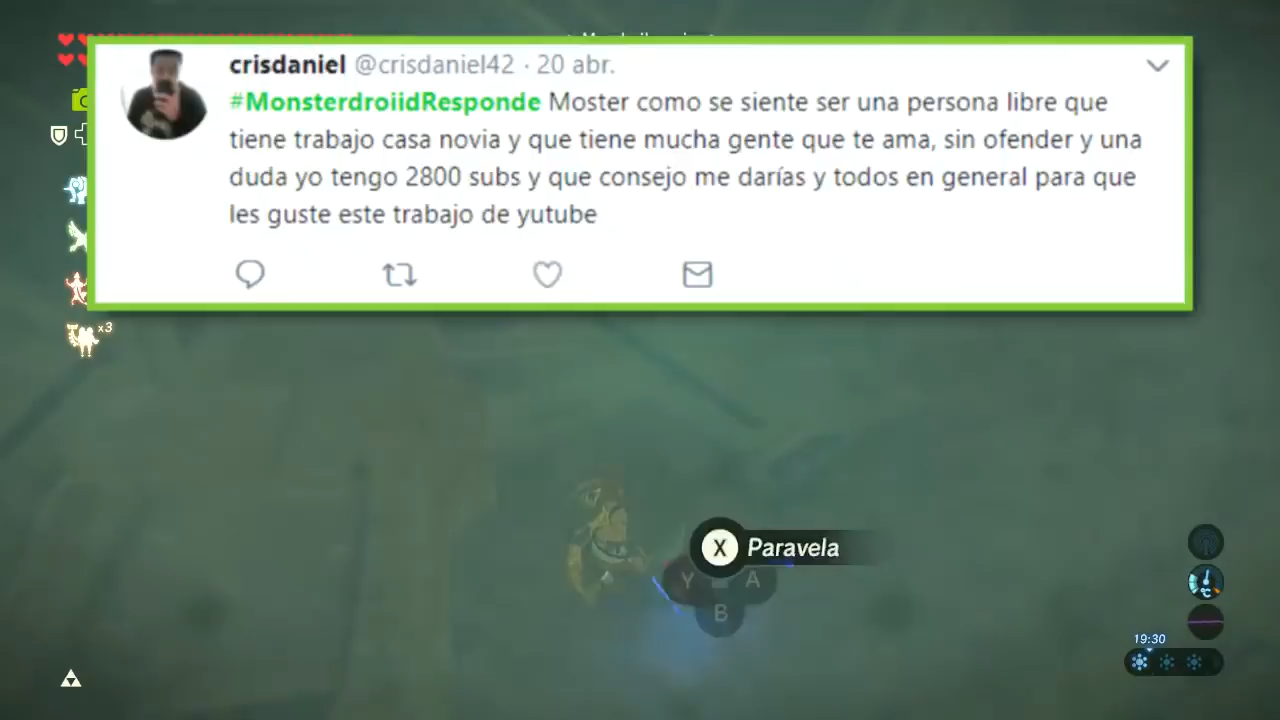 crisdaniel @crisdaniel42 · 20 abr.
#MonsterdroiidResponde Moster como se siente ser una persona libre que
tiene trabajo casa novia y que tiene mucha gente que te ama, sin ofender y una
duda yo tengo 2800 subs y que consejo me darías y todos en general para que
les guste este trabajo de yutube
x3
X Paravela
Y A
B
°C
19:30